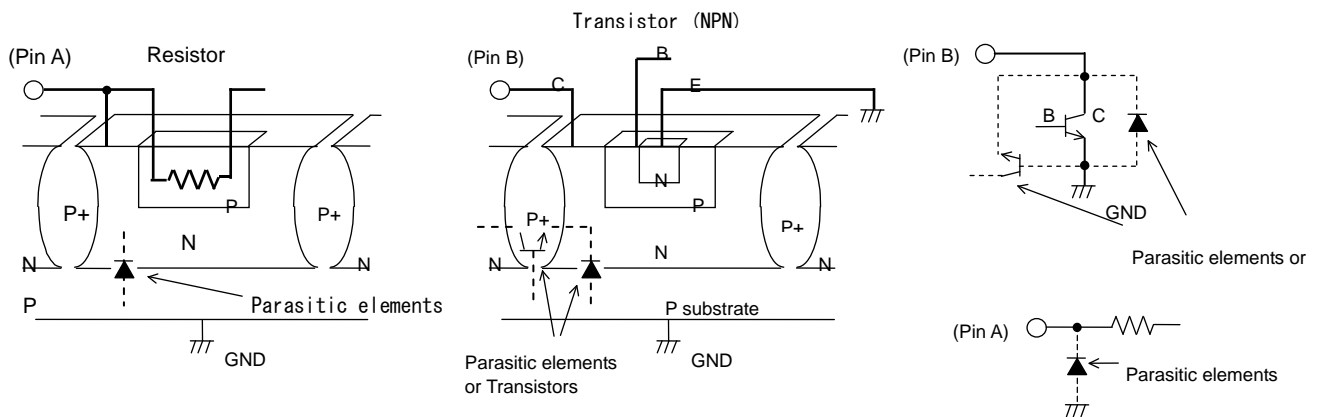 Transistor (NPN)
(Pin A)
Resistor
P+
N
P
P+
N
N
P
Parasitic elements
GND
(Pin B)
C
B
E
N
P
P+
P+
N
N
N
P substrate
Parasitic elements
or Transistors
GND
(Pin B)
B
C
GND
Parasitic elements or
(Pin A)
Parasitic elements